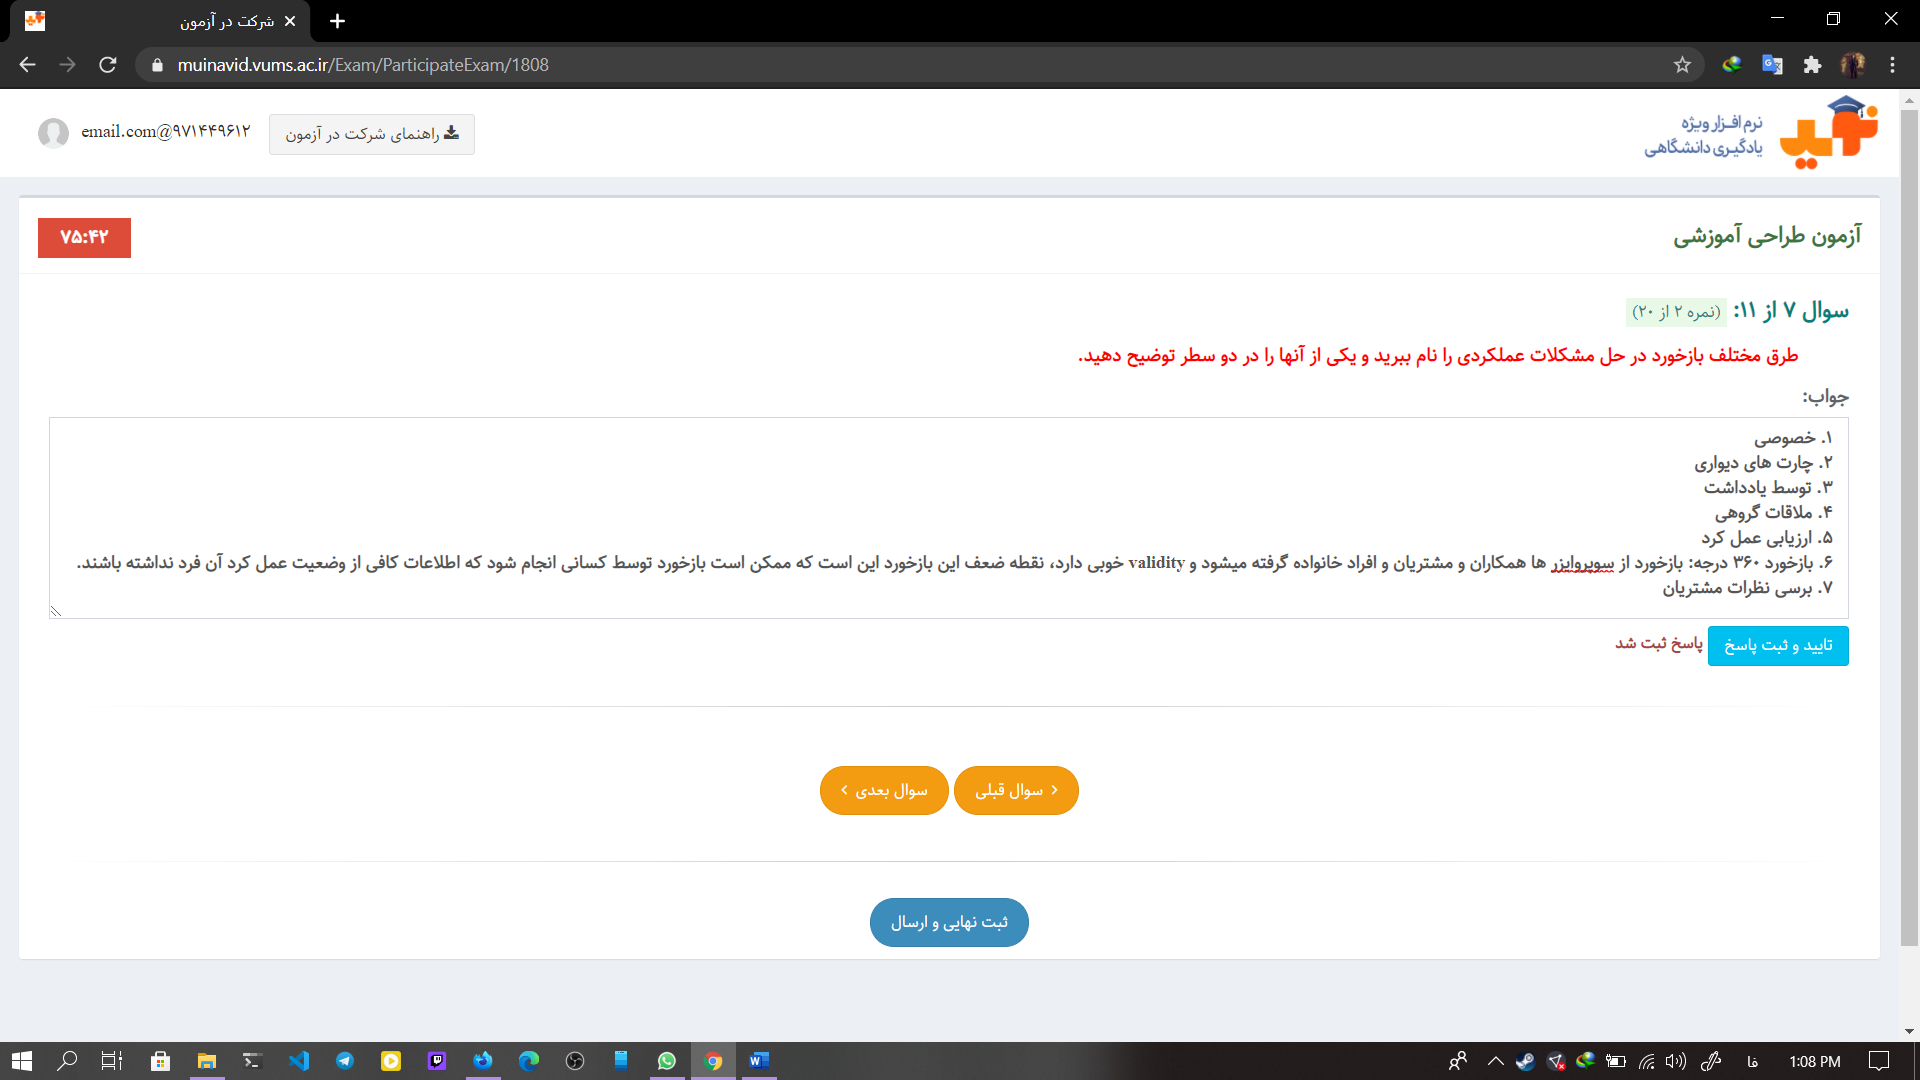 شرکت در آزمون
muinavid.vums.ac.ir/Exam/ParticipateExam/1808
نرم افزار ویژه
یادگیری دانشگاهی
راهنمای شرکت در آزمون
۹۷۱۴۴۹۶۱۲@email.com
آزمون طراحی آموزشی
۷۵:۴۲
سوال ۷ از ۱۱: (نمره ۲ از ۲۰)
طرق مختلف بازخورد در حل مشکلات عملکردی را نام ببرید و یکی از آنها را در دو سطر توضیح دهید.
جواب:
۱. خصوصی
۲. چارت های دیواری
۳. توسط یادداشت
۴. ملاقات گروهی
۵. ارزیابی عمل کرد
۶. بازخورد ۳۶۰ درجه: بازخورد از سوپروایزر ها همکاران و مشتریان و افراد خانواده گرفته میشود و validity خوبی دارد، نقطه ضعف این بازخورد این است که ممکن است بازخورد توسط کسانی انجام شود که اطلاعات کافی از وضعیت عمل کرد آن فرد نداشته باشند.
۷. برسی نظرات مشتریان
تایید و ثبت پاسخ پاسخ ثبت شد
سوال قبلی
سوال بعدی
ثبت نهایی و ارسال
فا
1:08 PM